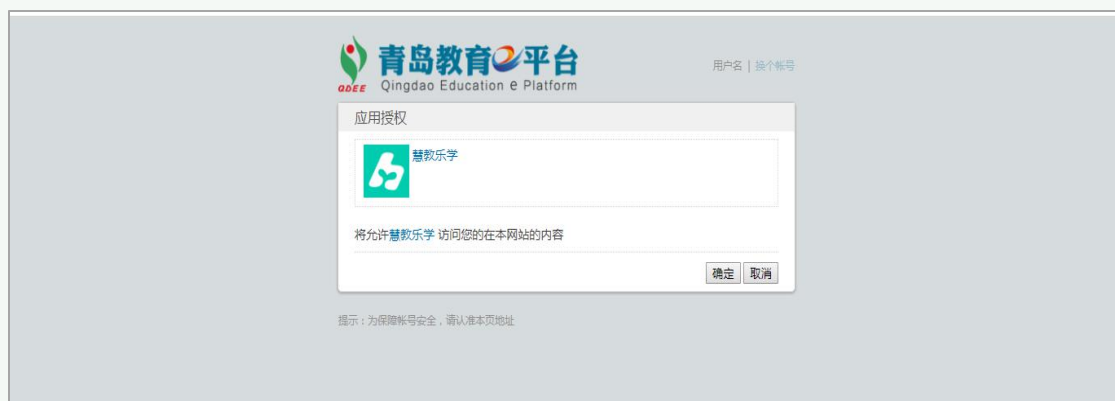 青岛教育e平台
QDEE Qingdao Education e Platform
用户名 | 换个帐号
应用授权
慧教乐学
将允许慧教乐学 访问您的在本网站的内容
确定 取消
提示：为保障帐号安全，请认准本页地址